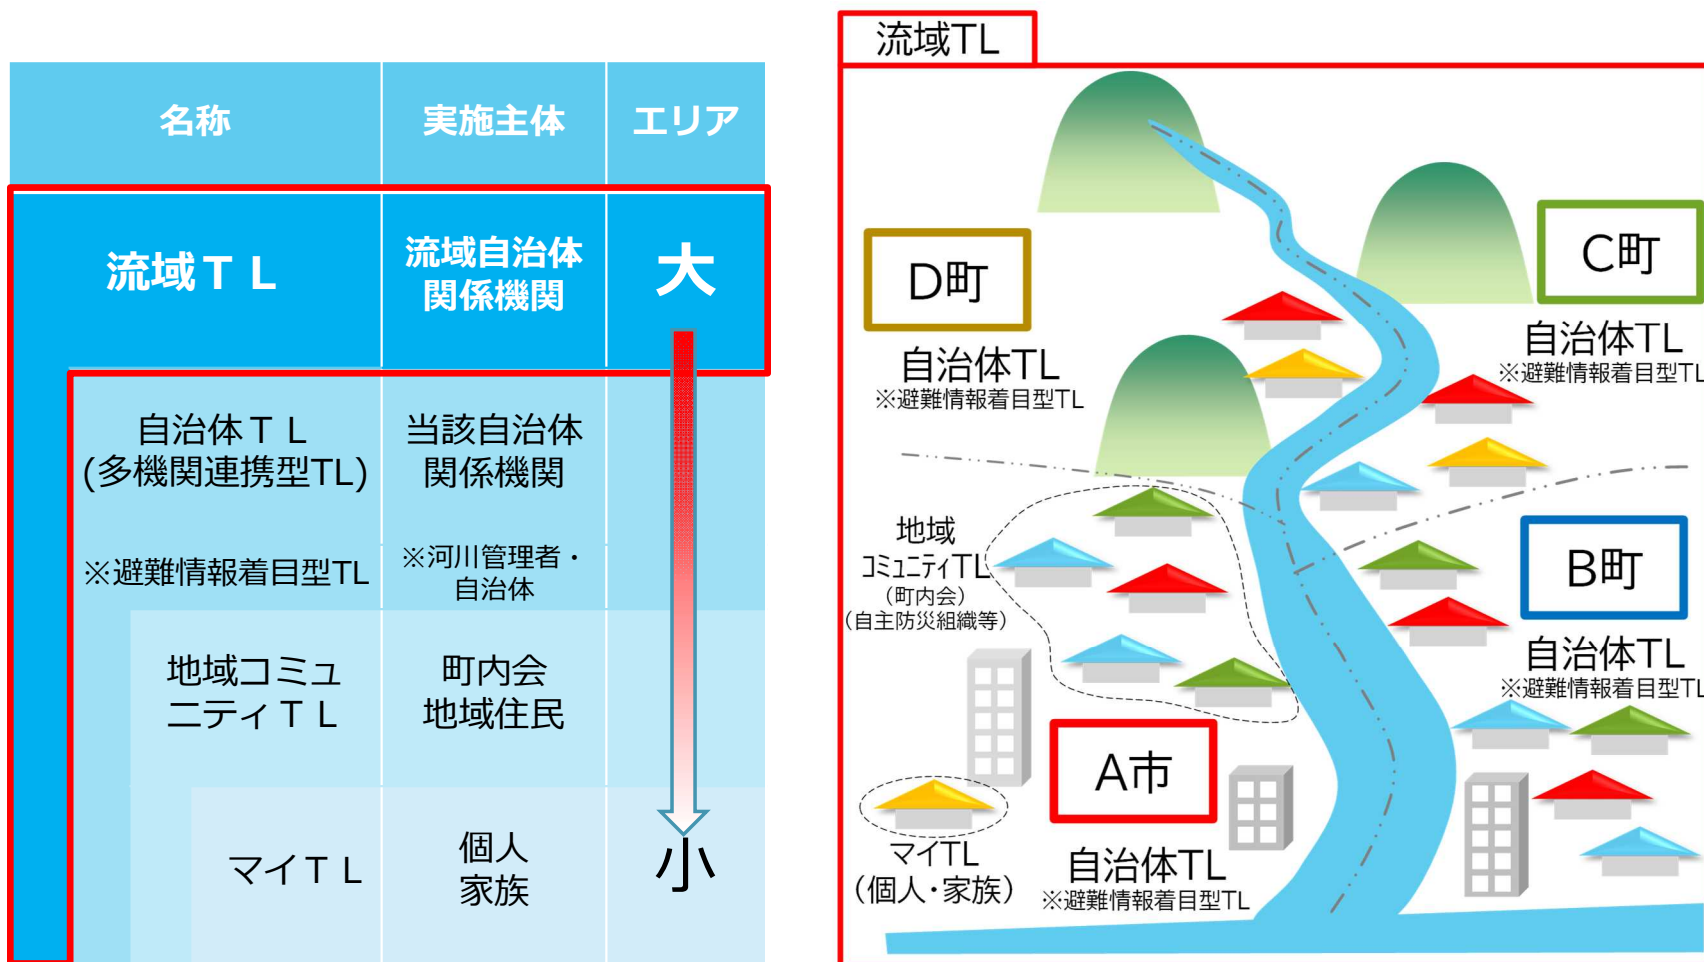 名称
実施主体
エリア
流域ＴＬ
流域自治体
関係機関
大
自治体ＴＬ
(多機関連携型TL)
当該自治体
関係機関
※避難情報着目型TL
※河川管理者・
自治体
地域コミュ
ニティＴＬ
町内会
地域住民
マイＴＬ
個人
家族
小
流域TL
D町
自治体TL
※避難情報着目型TL
C町
自治体TL
※避難情報着目型TL
地域
コミュニティTL
（町内会）
（自主防災組織等）
B町
自治体TL
※避難情報着目型TL
A市
自治体TL
※避難情報着目型TL
マイTL
（個人・家族）